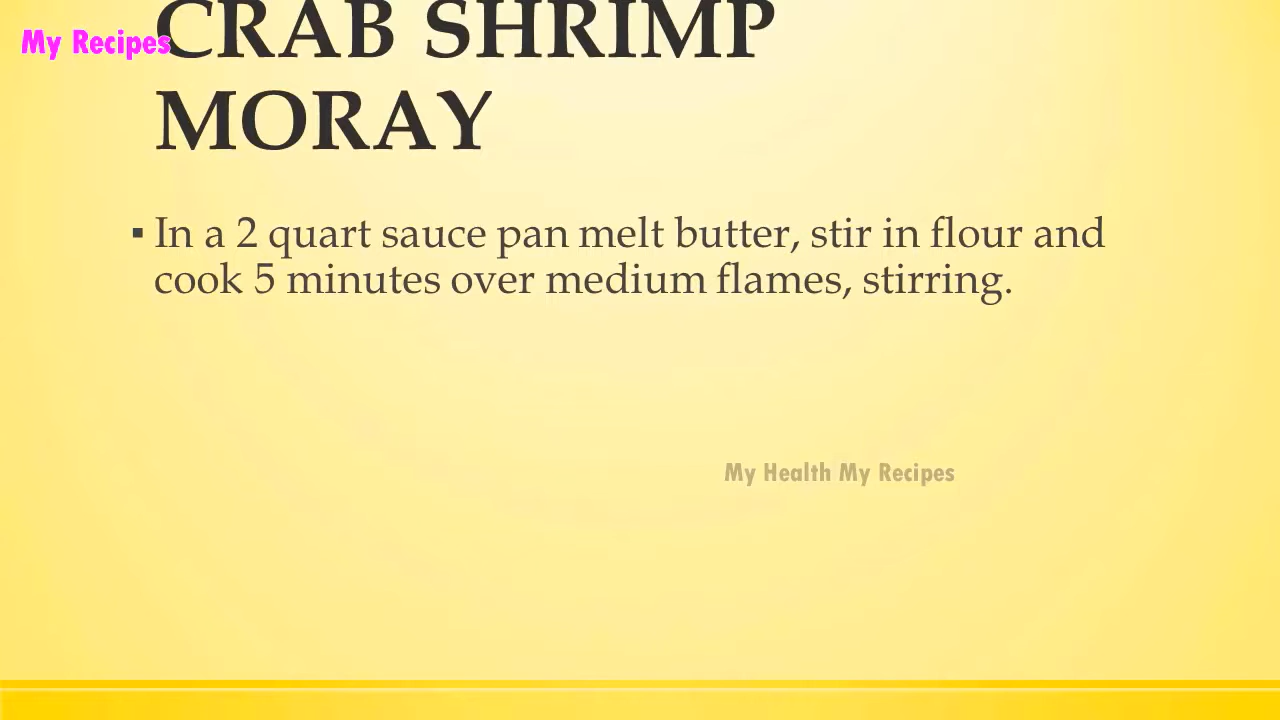 My Recipes
CRAB SHRIMP
MORAY
▪ In a 2 quart sauce pan melt butter, stir in flour and
cook 5 minutes over medium flames, stirring.
My Health My Recipes